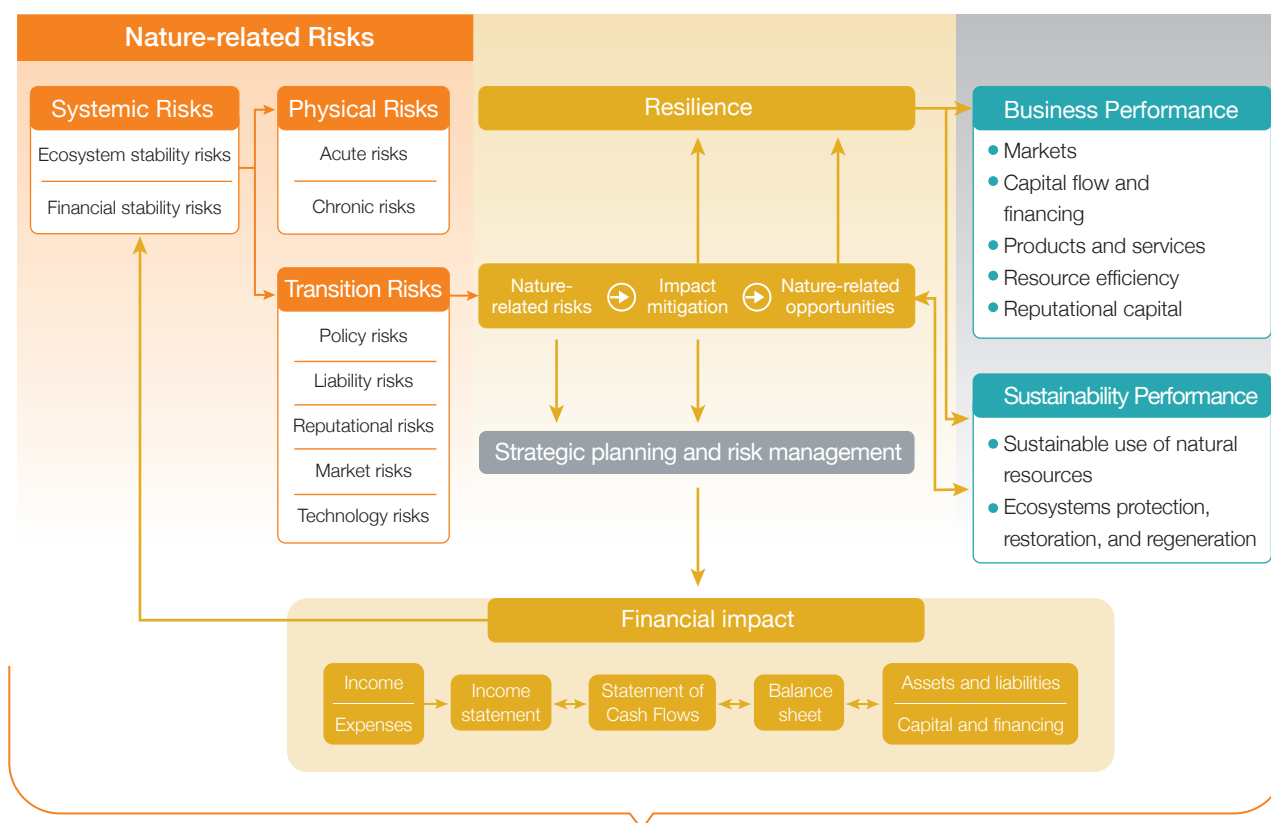 Nature-related Risks
Systemic Risks
Ecosystem stability risks
Financial stability risks
Physical Risks
Acute risks
Chronic risks
Transition Risks
Policy risks
Liability risks
Reputational risks
Market risks
Technology risks
Resilience
Nature-
related risks
Impact
mitigation
Nature-related
opportunities
Strategic planning and risk management
Business Performance
Markets
Capital flow and
financing
Products and services
Resource efficiency
Reputational capital
Sustainability Performance
Sustainable use of natural
resources
Ecosystems protection,
restoration, and regeneration
Financial impact
Income
Expenses
Income
statement
Statement of
Cash Flows
Balance
sheet
Assets and liabilities
Capital and financing